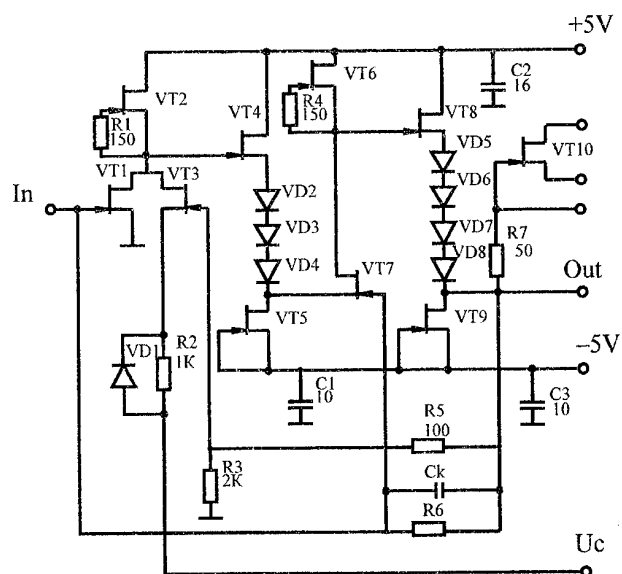 +5V
VT2
VT6
C2
16
R1
150
VT4
R4
150
VT8
VD5
VT10
VT1
VT3
VD6
In
VD2
VD7
R7
50
VD3
VD8
VD4
VT7
Out
VT5
VT9
VD1
R2
1K
–5V
C1
10
C3
10
R5
100
R3
2K
Ck
R6
Uc